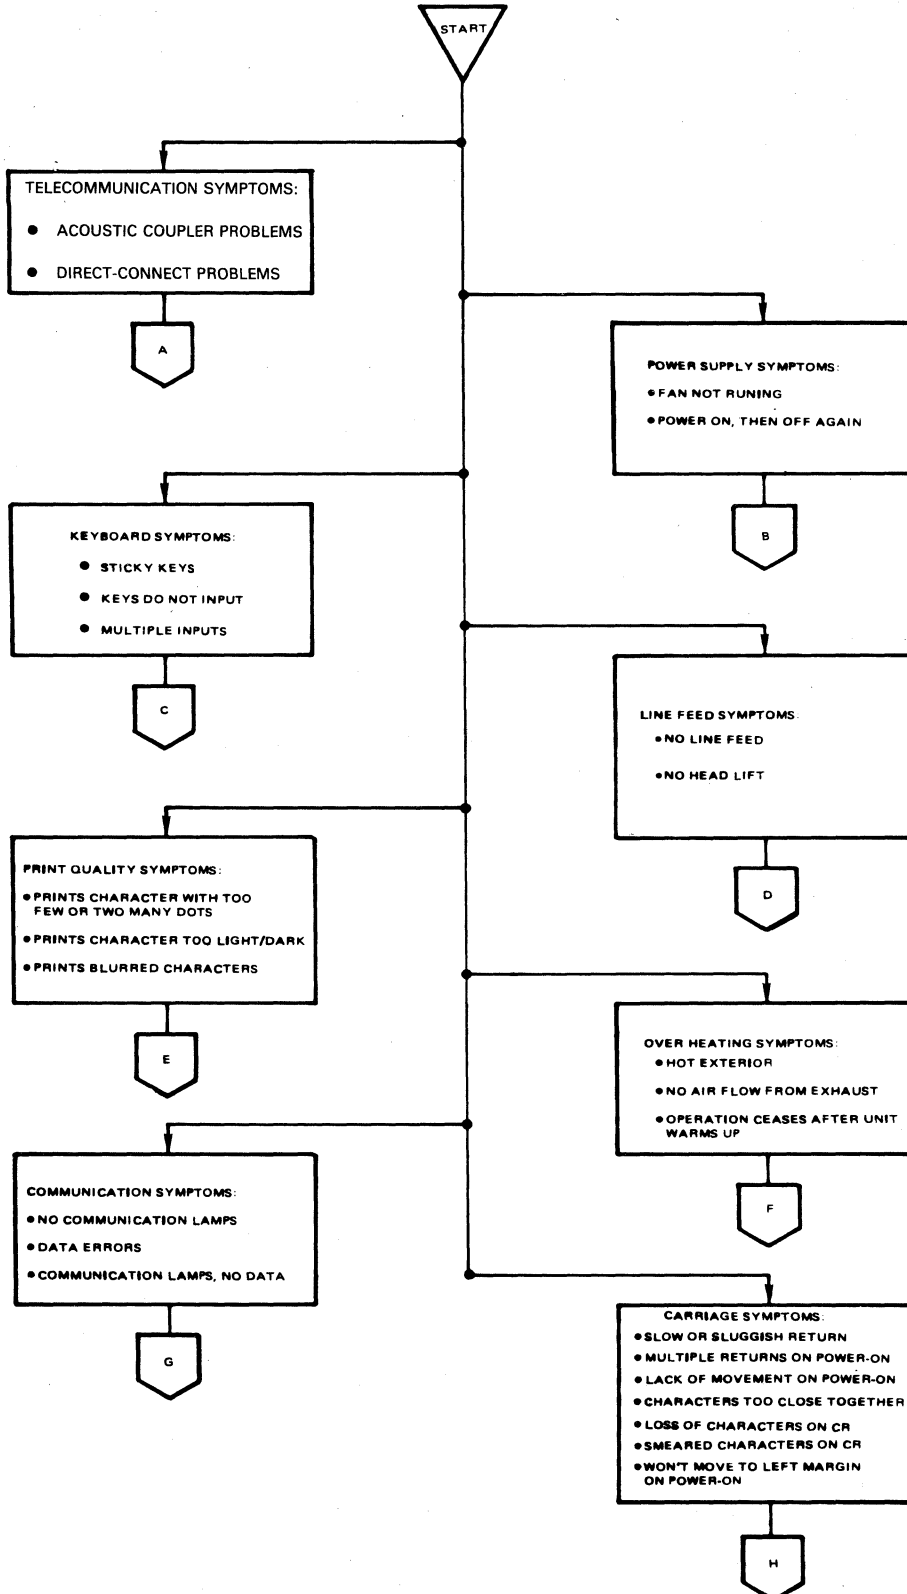 START
TELECOMMUNICATION SYMPTOMS:
● ACOUSTIC COUPLER PROBLEMS
● DIRECT-CONNECT PROBLEMS
A
POWER SUPPLY SYMPTOMS:
● FAN NOT RUNING
● POWER ON, THEN OFF AGAIN
B
KEYBOARD SYMPTOMS:
● STICKY KEYS
● KEYS DO NOT INPUT
● MULTIPLE INPUTS
C
LINE FEED SYMPTOMS.
● NO LINE FEED
● NO HEAD LIFT
D
PRINT QUALITY SYMPTOMS:
● PRINTS CHARACTER WITH TOO
FEW OR TWO MANY DOTS
● PRINTS CHARACTER TOO LIGHT/DARK
● PRINTS BLURRED CHARACTERS
E
OVER HEATING SYMPTOMS:
● HOT EXTERIOR
● NO AIR FLOW FROM EXHAUST
● OPERATION CEASES AFTER UNIT
WARMS UP
F
COMMUNICATION SYMPTOMS:
● NO COMMUNICATION LAMPS
● DATA ERRORS
● COMMUNICATION LAMPS, NO DATA
G
CARRIAGE SYMPTOMS:
● SLOW OR SLUGGISH RETURN
● MULTIPLE RETURNS ON POWER-ON
● LACK OF MOVEMENT ON POWER-ON
● CHARACTERS TOO CLOSE TOGETHER
● LOSS OF CHARACTERS ON CR
● SMEARED CHARACTERS ON CR
● WON'T MOVE TO LEFT MARGIN
ON POWER-ON
H